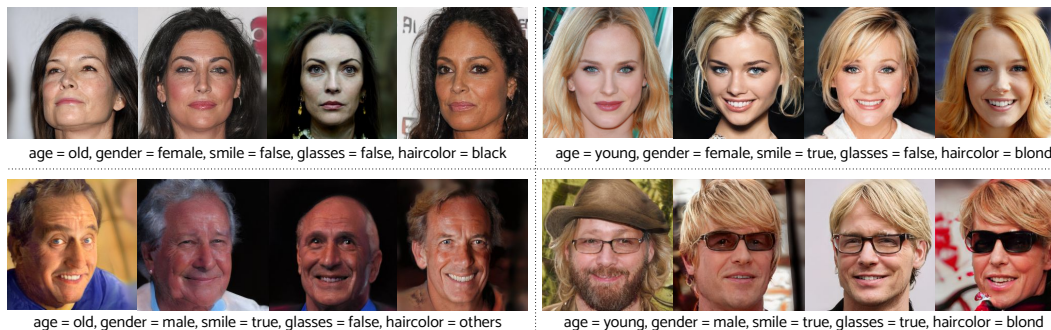 age = old, gender = female, smile = false, glasses = false, haircolor = black
age = young, gender = female, smile = true, glasses = false, haircolor = blond
age = old, gender = male, smile = true, glasses = false, haircolor = others
age = young, gender = male, smile = true, glasses = true, haircolor = blond